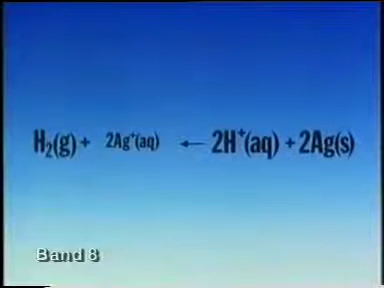 H₂(g) + 2Ag⁺(aq) ← 2H⁺(aq) + 2Ag(s)
Band 8